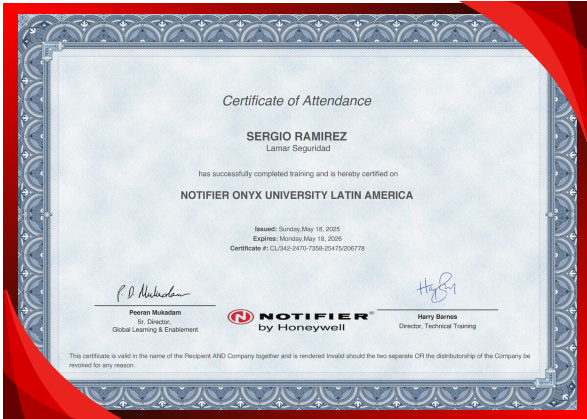 Certificate of Attendance
SERGIO RAMIREZ
Lamar Seguridad
has successfully completed training and is hereby certified on
NOTIFIER ONYX UNIVERSITY LATIN AMERICA
Issued: Sunday,May 18, 2025
Expires: Monday,May 18, 2026
Certificate #: CL/342-2470-7358-25475/206778
P. D. Mukadam
Peeran Mukadam
Sr. Director,
Global Learning & Enablement
N NOTIFIER®
by Honeywell
Harry Barnes
Director, Technical Training
This certificate is valid in the name of the Recipient AND Company together and is rendered Invalid should the two separate OR the distributorship of the Company be
revoked for any reason.